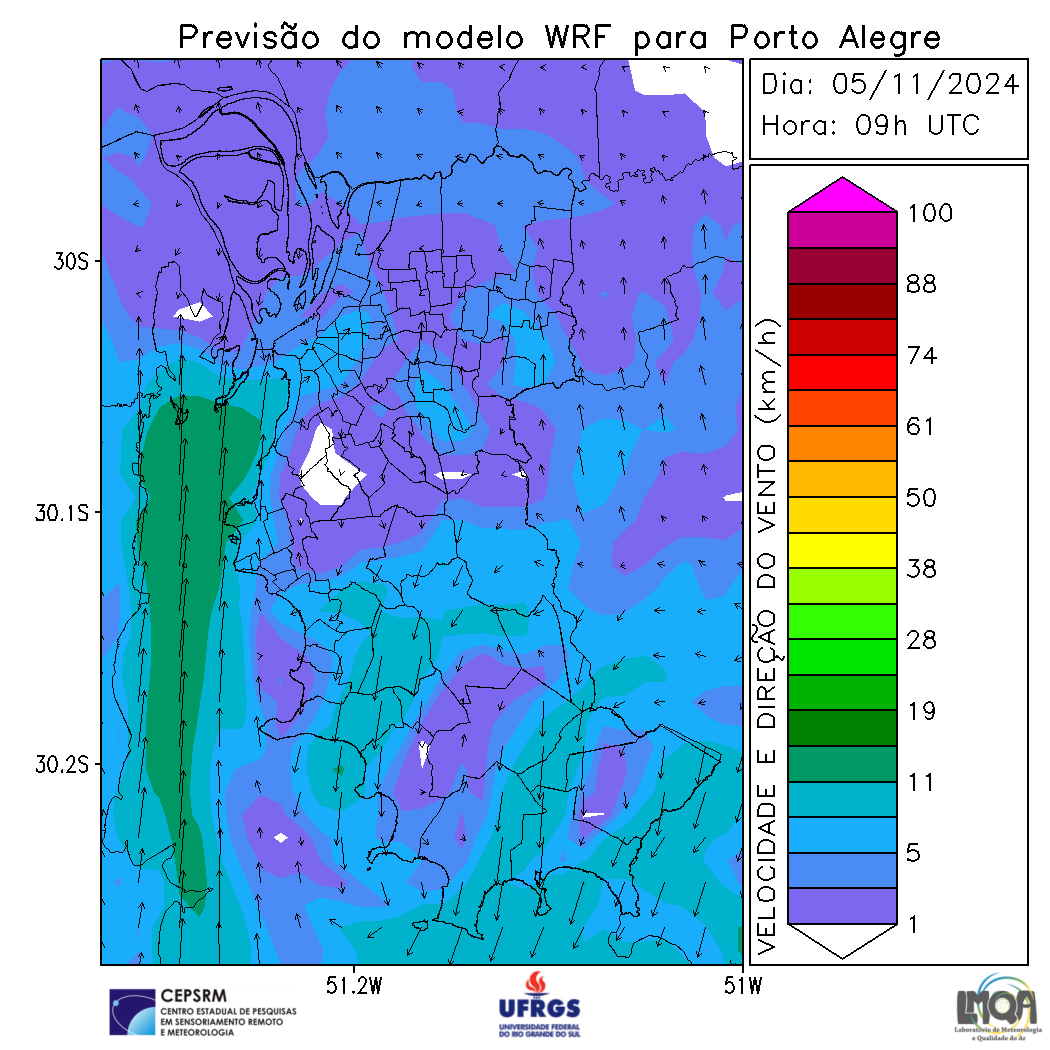 Previsão do modelo WRF para Porto Alegre
Dia: 05/11/2024
Hora: 09h UTC
30S
30.1S
30.2S
51.2W
51W
VELOCIDADE E DIREÇÃO DO VENTO (km/h)
100
88
74
61
50
38
28
19
11
5
1
CEPSRM
CENTRO ESTADUAL DE PESQUISAS
EM SENSORIAMENTO REMOTO
E METEOROLOGIA
UFRGS
UNIVERSIDADE FEDERAL
DO RIO GRANDE DO SUL
LMQA
Laboratório de Meteorologia
e Qualidade do Ar